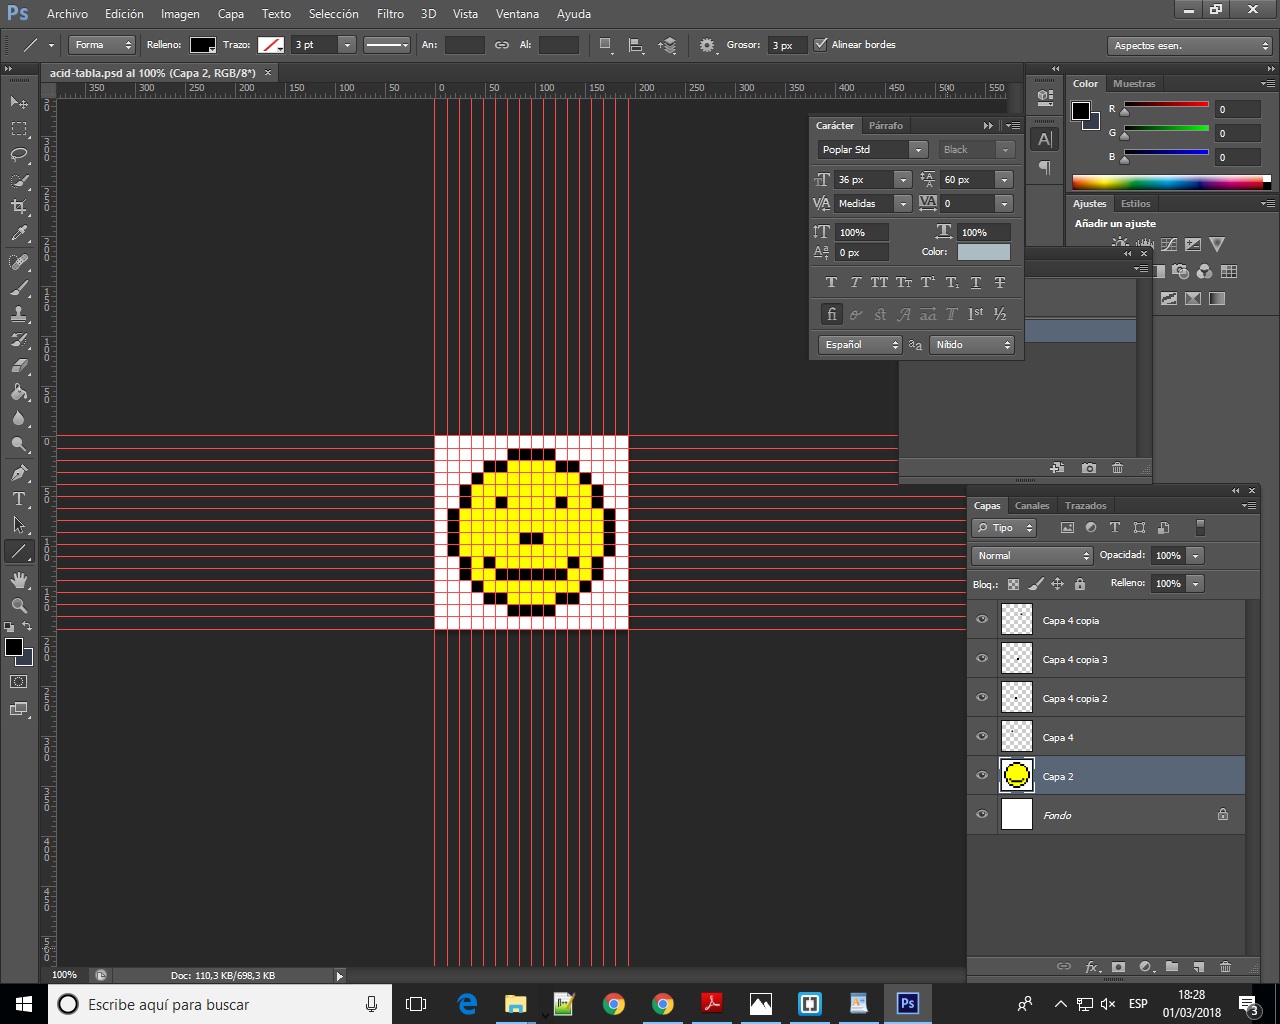 Ps Archivo Edición Imagen Capa Texto Selección Filtro 3D Vista Ventana Ayuda
Forma Relleno: Trazo: 3 pt An: Al: Grosor: 3 px Alinear bordes Aspectos esen.
acid-tabla.psd al 100% (Capa 2, RGB/8*) ×
350 300 250 200 150 100 50 0 50 100 150 200 250 300 350 400 450 500 550
Color Muestras
R 0
G 0
B 0
Carácter Párrafo
Poplar Std Black
36 px 60 px
Medidas 0
100% 100%
0 px Color:
T T TT Tt T¹ T₁ T T
fi st A aa T 1st ½
Español aa Nítido
Ajustes Estilos
Añadir un ajuste
Capas Canales Trazados
Tipo
Normal Opacidad: 100%
Bloq.: Relleno: 100%
Capa 4 copia
Capa 4 copia 3
Capa 4 copia 2
Capa 4
Capa 2
Fondo
fx
100% Doc: 110,3 KB/698,3 KB
Escribe aquí para buscar
Ps
ESP
18:28
01/03/2018
3